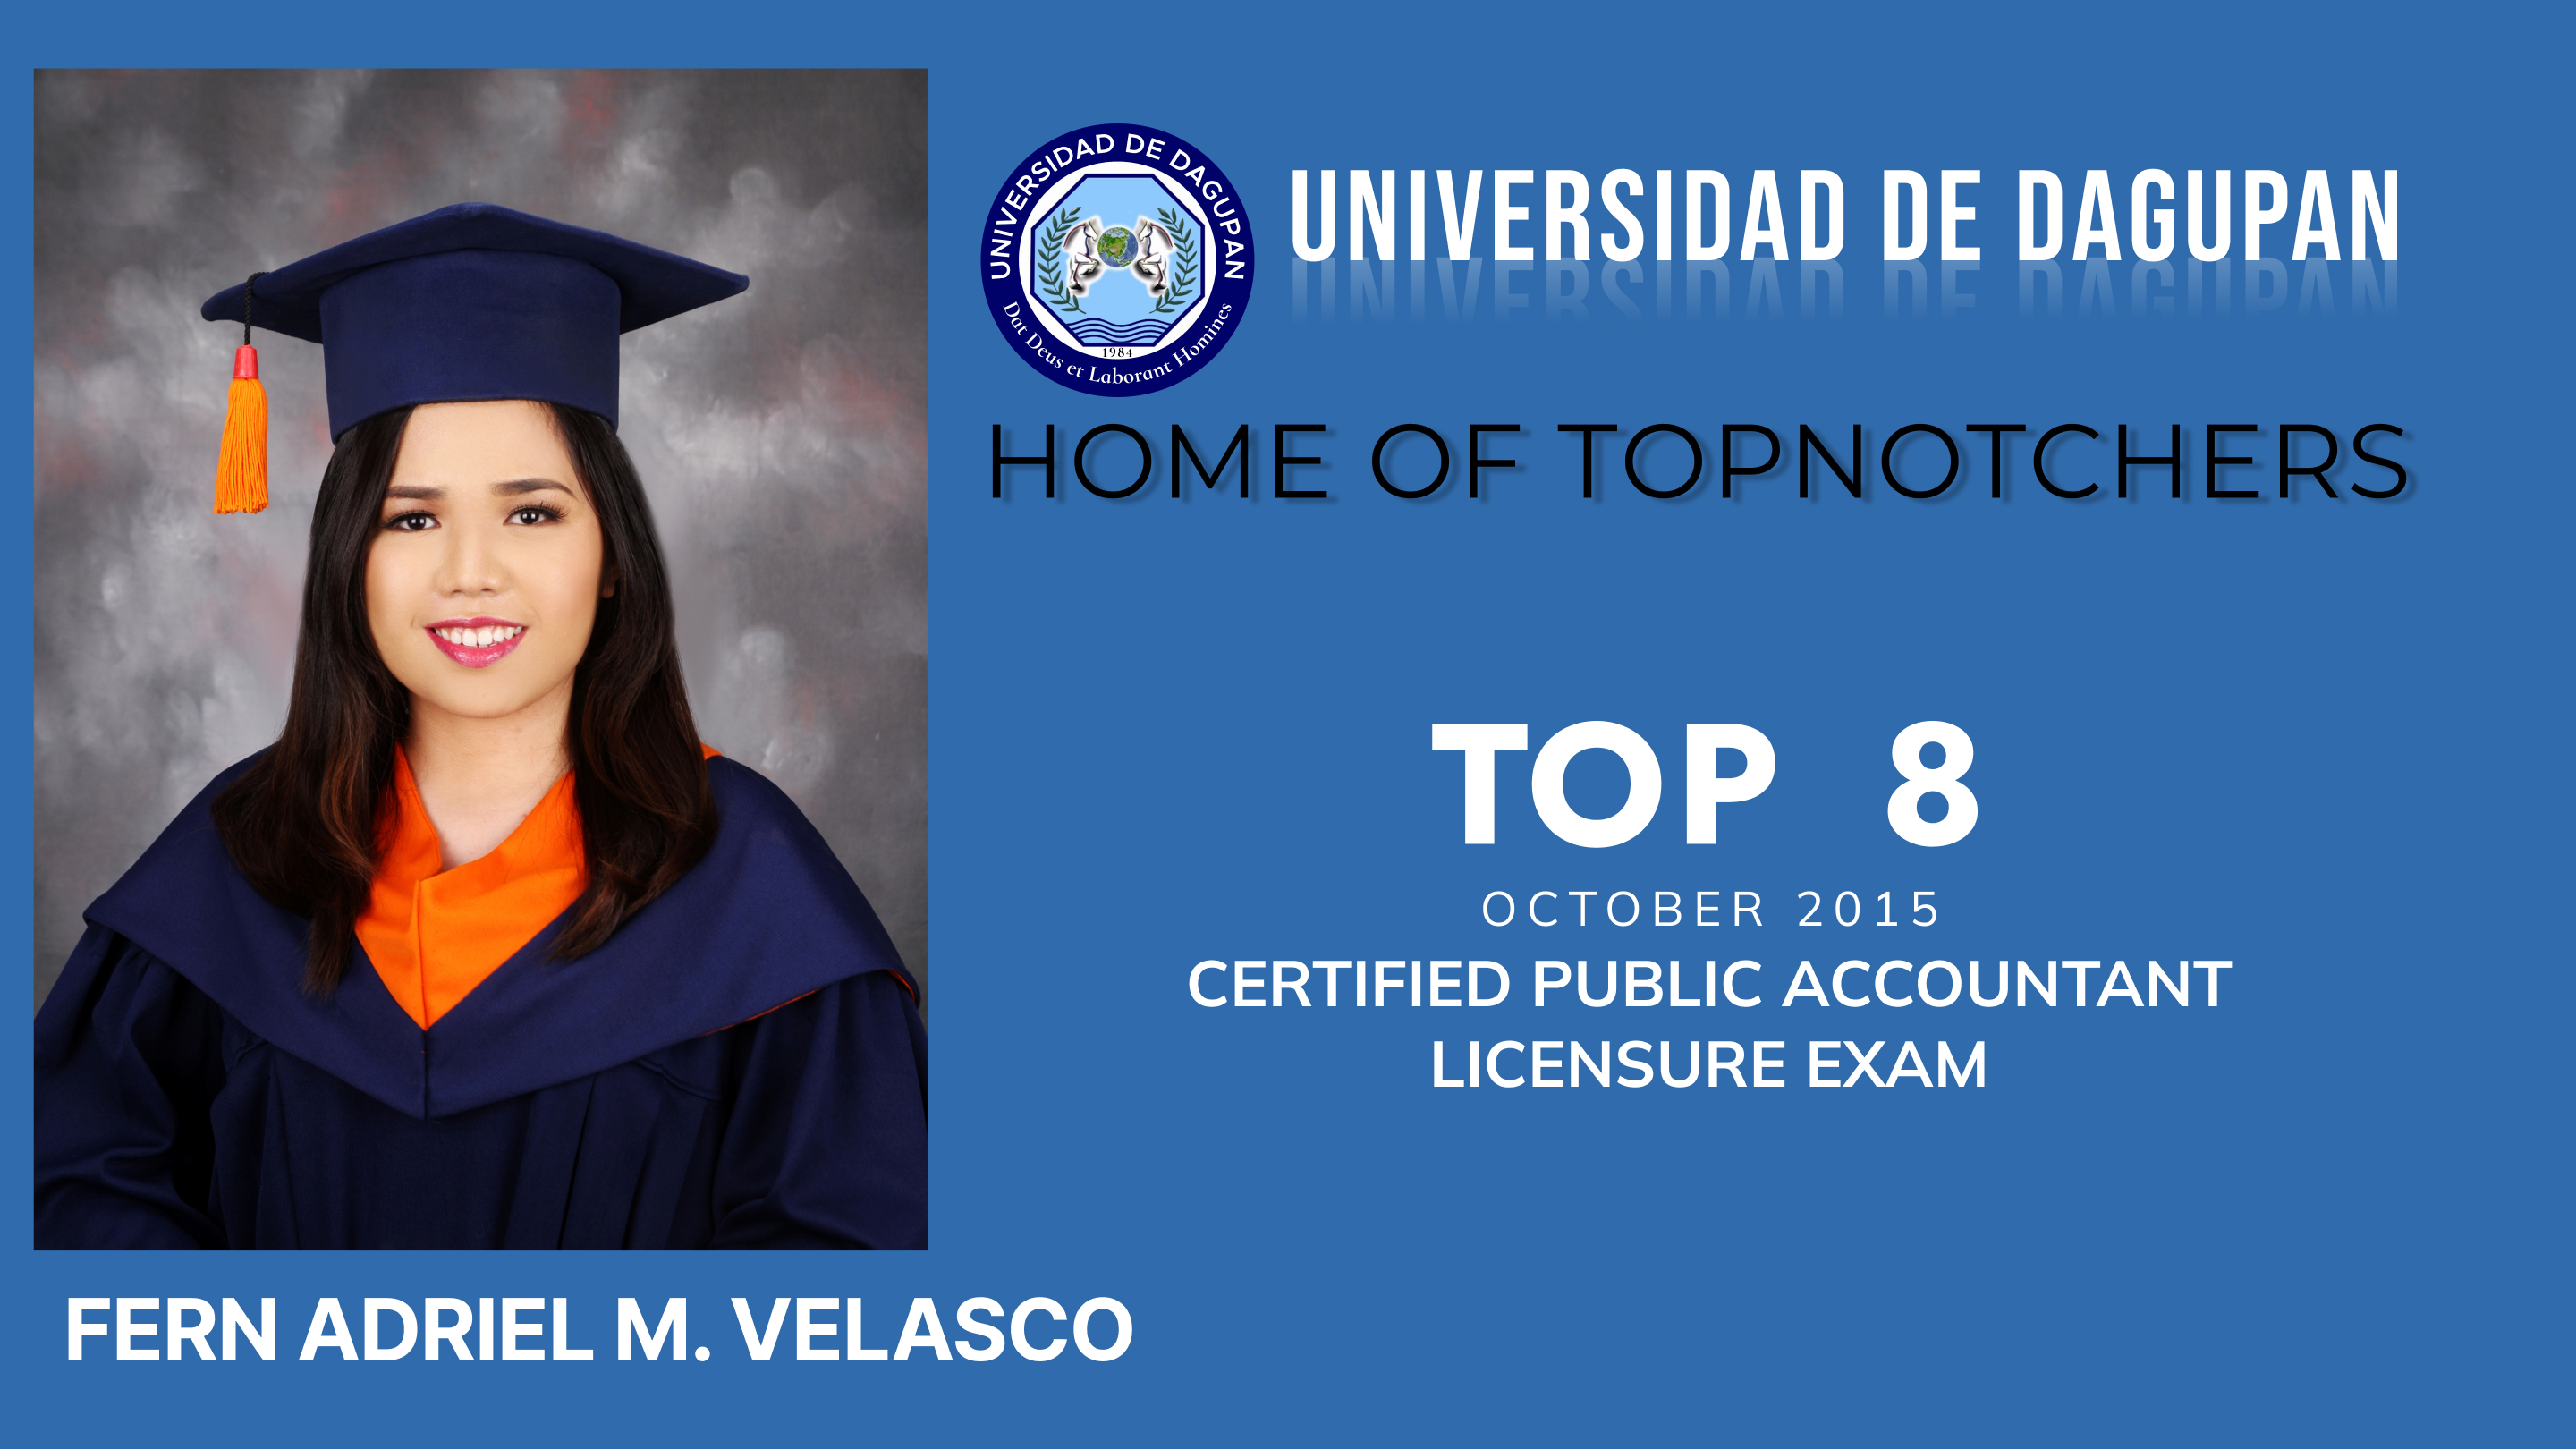 UNIVERSIDAD DE DAGUPAN
Dat Deus et Laborant Homines
1984
UNIVERSIDAD DE DAGUPAN
HOME OF TOPNOTCHERS
TOP 8
OCTOBER 2015
CERTIFIED PUBLIC ACCOUNTANT
LICENSURE EXAM
FERN ADRIEL M. VELASCO